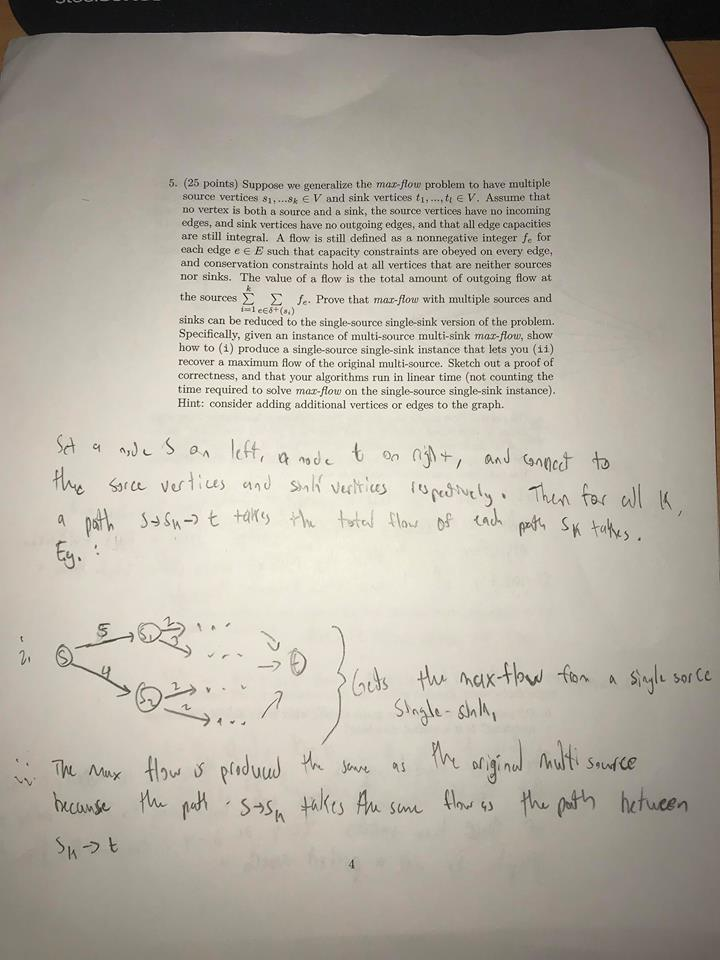 5. (25 points) Suppose we generalize the max-flow problem to have multiple
source vertices s₁, ...sₖ ∈ V and sink vertices t₁, ..., tₗ ∈ V. Assume that
no vertex is both a source and a sink, the source vertices have no incoming
edges, and sink vertices have no outgoing edges, and that all edge capacities
are still integral. A flow is still defined as a nonnegative integer fₑ for
each edge e ∈ E such that capacity constraints are obeyed on every edge,
and conservation constraints hold at all vertices that are neither sources
nor sinks. The value of a flow is the total amount of outgoing flow at
the sources ∑ᵢ₌₁ᵏ ∑_{e∈δ⁺(sᵢ)} fₑ. Prove that max-flow with multiple sources and
sinks can be reduced to the single-source single-sink version of the problem.
Specifically, given an instance of multi-source multi-sink max-flow, show
how to (i) produce a single-source single-sink instance that lets you (ii)
recover a maximum flow of the original multi-source. Sketch out a proof of
correctness, and that your algorithms run in linear time (not counting the
time required to solve max-flow on the single-source single-sink instance).
Hint: consider adding additional vertices or edges to the graph.
Set a node S on left, a node t on right, and connect to
the sorce vertices and sink vertices respectively. Then for all k,
a path S→Sₖ→t takes the total flow of each path Sₖ takes.
Eg. :
i.
S 5 S₁ 2 ...
3 ...
4 S₂ 2 ...
2 ...
t
Gets the max-flow from a single sorce
Single-sink,
ii. The max flow is produced the same as the original multi source
because the path S→Sₖ takes the same flow as the path between
Sₖ→t
4